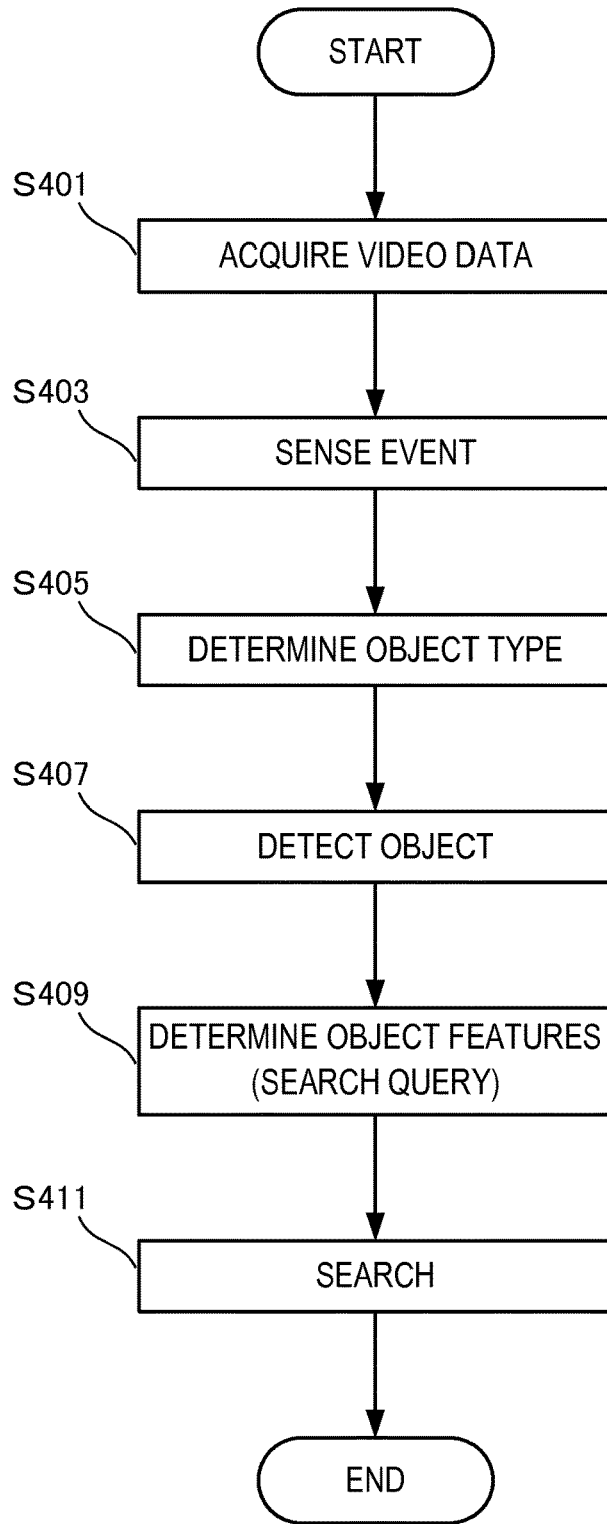 START
S401
ACQUIRE VIDEO DATA
S403
SENSE EVENT
S405
DETERMINE OBJECT TYPE
S407
DETECT OBJECT
S409
DETERMINE OBJECT FEATURES
(SEARCH QUERY)
S411
SEARCH
END